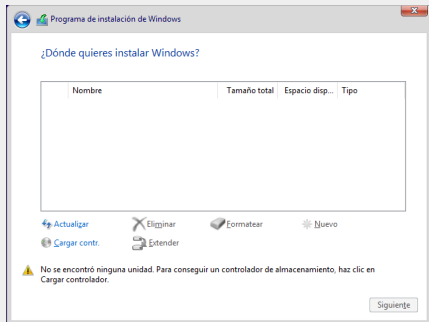 Programa de instalación de Windows
¿Dónde quieres instalar Windows?
Nombre Tamaño total Espacio disp... Tipo
Actualizar Eliminar Formatear Nuevo
Cargar contr. Extender
No se encontró ninguna unidad. Para conseguir un controlador de almacenamiento, haz clic en
Cargar controlador.
Siguiente